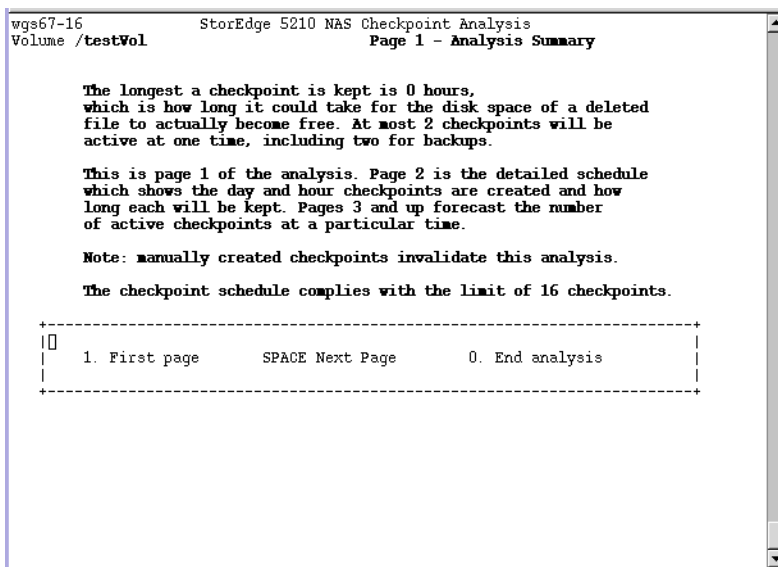 wgs67-16 StorEdge 5210 NAS Checkpoint Analysis
Volume /testVol Page 1 - Analysis Summary
The longest a checkpoint is kept is 0 hours,
which is how long it could take for the disk space of a deleted
file to actually become free. At most 2 checkpoints will be
active at one time, including two for backups.
This is page 1 of the analysis. Page 2 is the detailed schedule
which shows the day and hour checkpoints are created and how
long each will be kept. Pages 3 and up forecast the number
of active checkpoints at a particular time.
Note: manually created checkpoints invalidate this analysis.
The checkpoint schedule complies with the limit of 16 checkpoints.
1. First page SPACE Next Page 0. End analysis